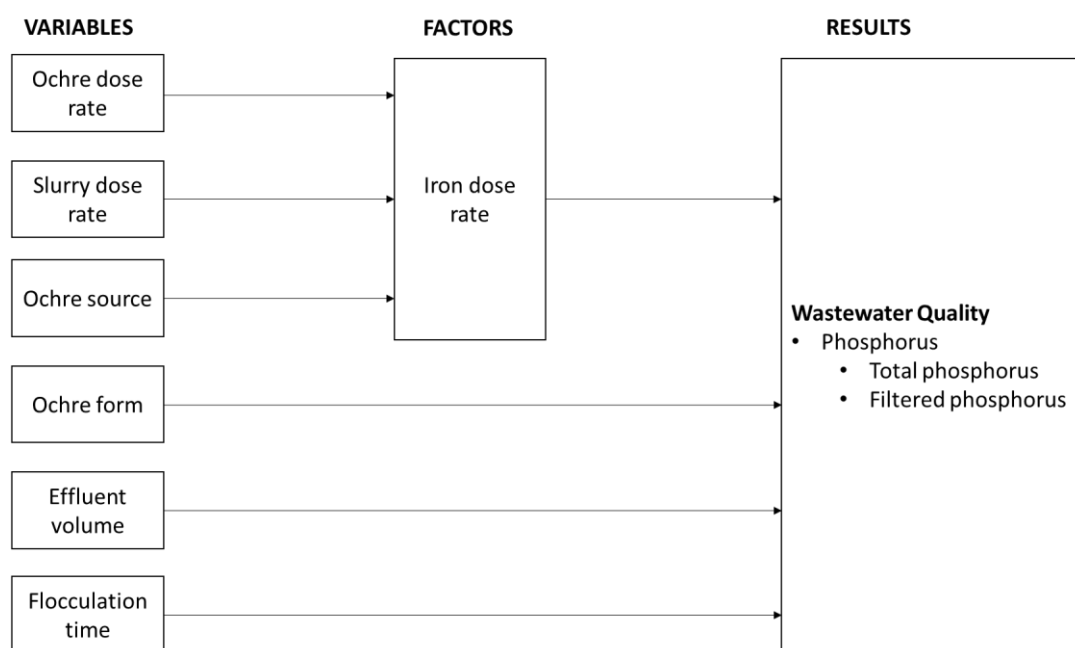 VARIABLES
FACTORS
RESULTS
Ochre dose
rate
Slurry dose
rate
Ochre source
Ochre form
Effluent
volume
Flocculation
time
Iron dose
rate
Wastewater Quality
• Phosphorus
• Total phosphorus
• Filtered phosphorus